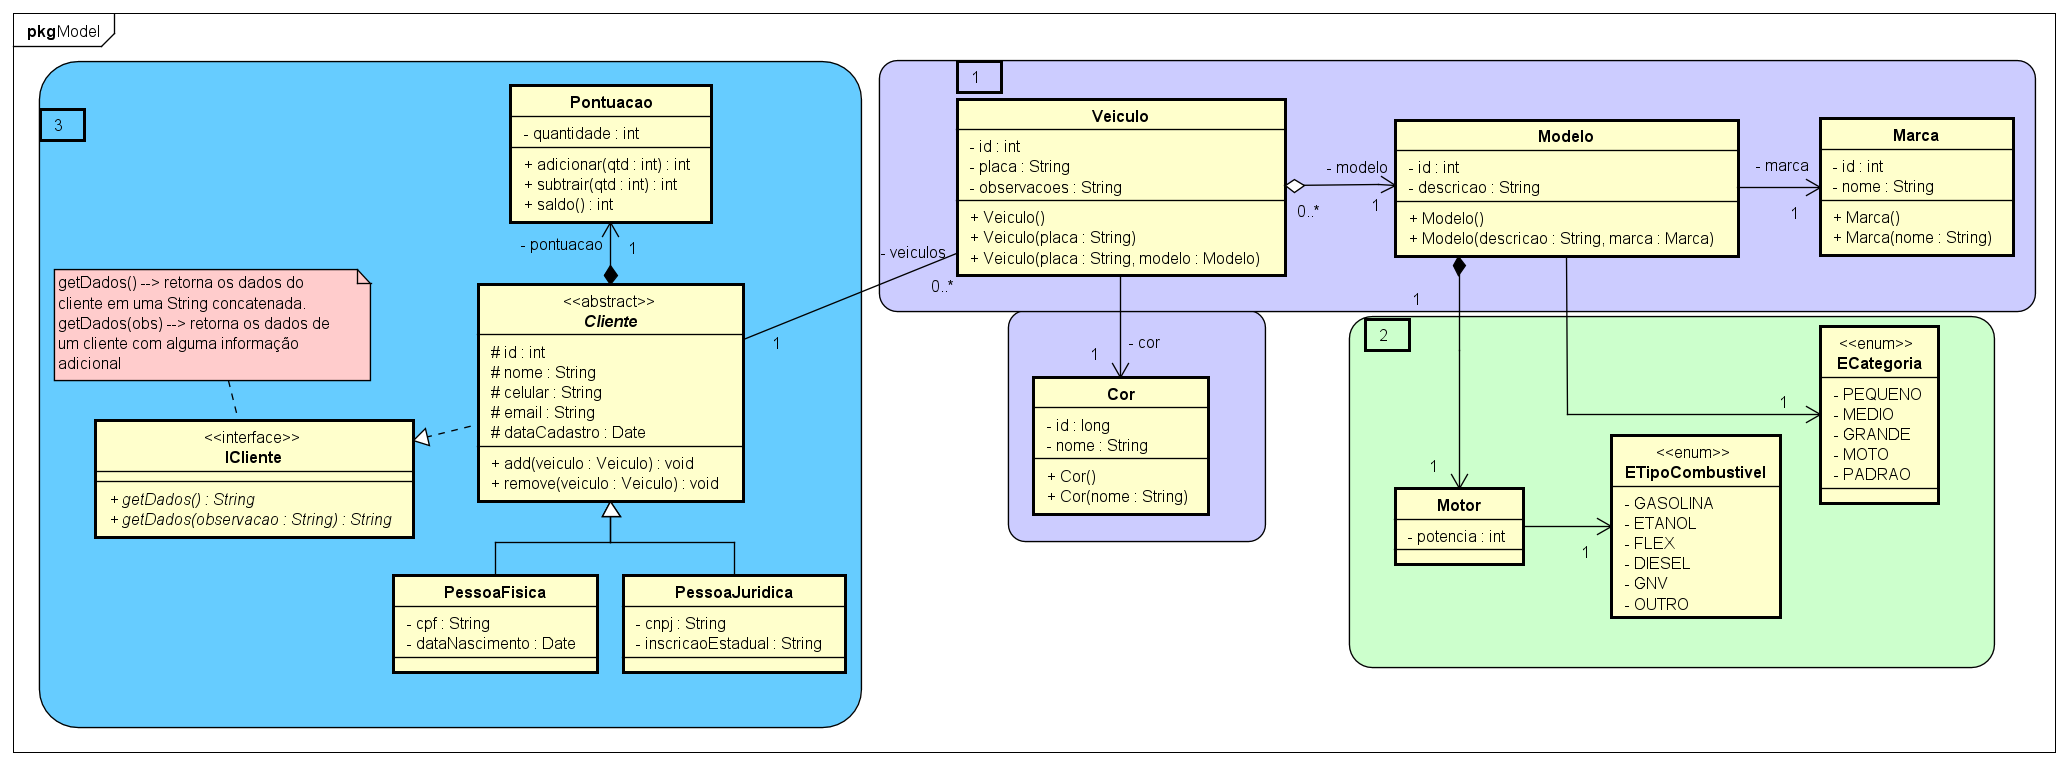 pkg Model
3
Pontuacao
- quantidade : int
+ adicionar(qtd : int) : int
+ subtrair(qtd : int) : int
+ saldo() : int
- pontuacao
1
getDados() --> retorna os dados do
cliente em uma String concatenada.
getDados(obs) --> retorna os dados de
um cliente com alguma informação
adicional
<<abstract>>
Cliente
# id : int
# nome : String
# celular : String
# email : String
# dataCadastro : Date
+ add(veiculo : Veiculo) : void
+ remove(veiculo : Veiculo) : void
<<interface>>
ICliente
+ getDados() : String
+ getDados(observacao : String) : String
PessoaFisica
- cpf : String
- dataNascimento : Date
PessoaJuridica
- cnpj : String
- inscricaoEstadual : String
- veiculos
0..*
1
1
Veiculo
- id : int
- placa : String
- observacoes : String
+ Veiculo()
+ Veiculo(placa : String)
+ Veiculo(placa : String, modelo : Modelo)
- modelo
0..*
1
Modelo
- id : int
- descricao : String
+ Modelo()
+ Modelo(descricao : String, marca : Marca)
- marca
1
Marca
- id : int
- nome : String
+ Marca()
+ Marca(nome : String)
- cor
1
Cor
- id : long
- nome : String
+ Cor()
+ Cor(nome : String)
1
2
1
1
<<enum>>
ECategoria
- PEQUENO
- MEDIO
- GRANDE
- MOTO
- PADRAO
Motor
- potencia : int
1
<<enum>>
ETipoCombustivel
- GASOLINA
- ETANOL
- FLEX
- DIESEL
- GNV
- OUTRO